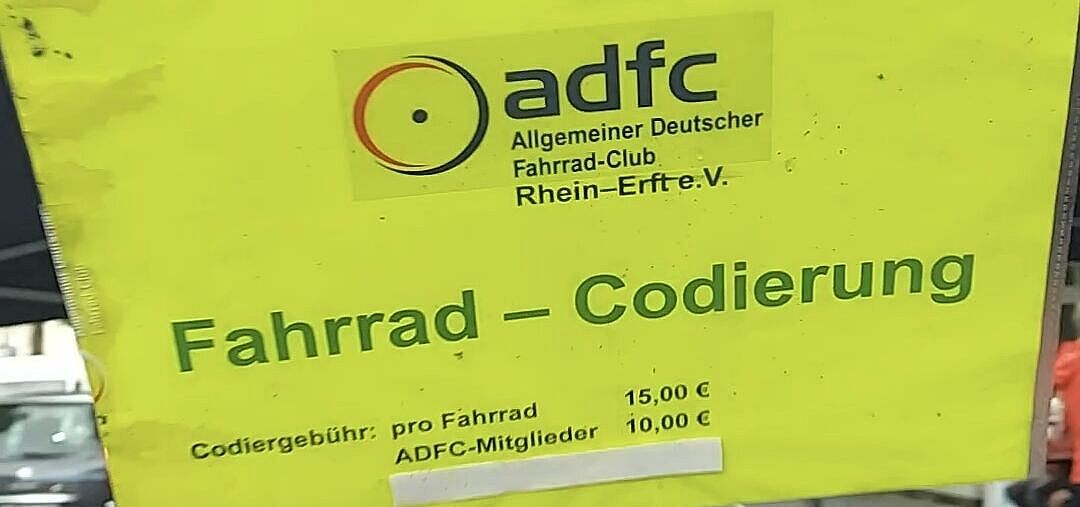 adfc
Allgemeiner Deutscher
Fahrrad-Club
Rhein–Erft e.V.
Fahrrad – Codierung
Codiergebühr: pro Fahrrad 15,00 €
ADFC-Mitglieder 10,00 €